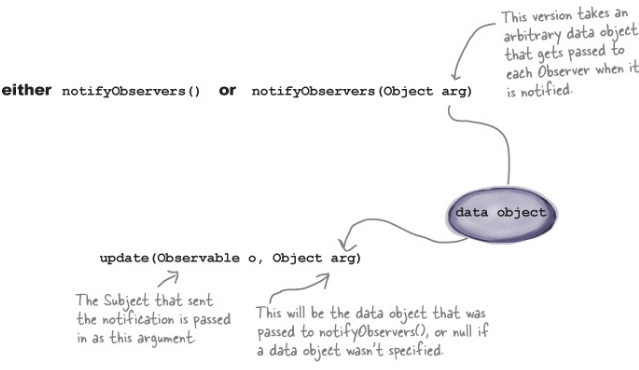 This version takes an
arbitrary data object
that gets passed to
each Observer when it
is notified.
either notifyObservers() or notifyObservers(Object arg)
data object
update(Observable o, Object arg)
The Subject that sent
the notification is passed
in as this argument.
This will be the data object that was
passed to notifyObservers(), or null if
a data object wasn't specified.